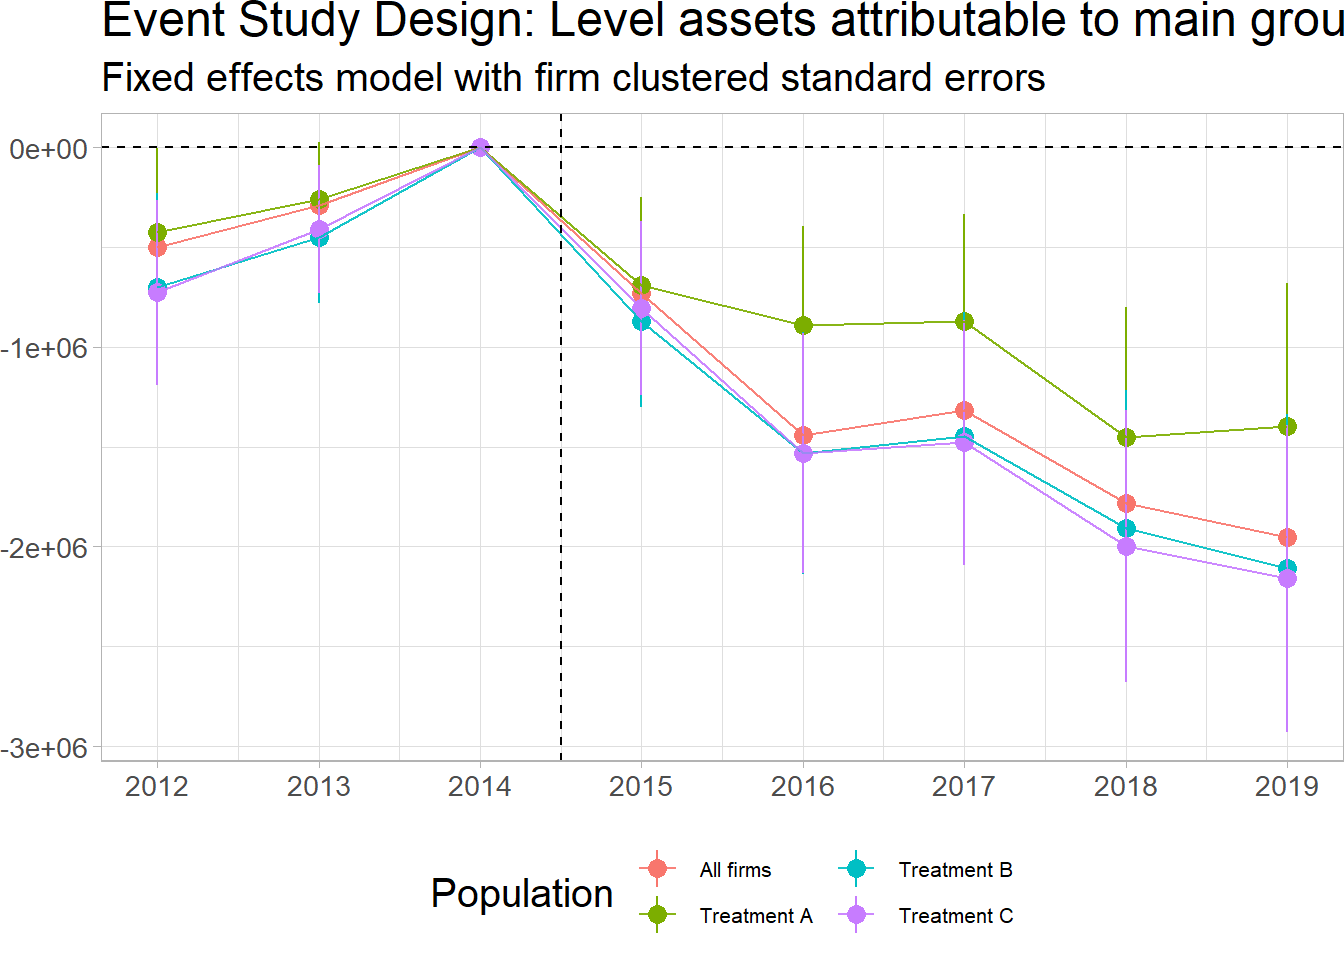 Event Study Design: Level assets attributable to main grou
Fixed effects model with firm clustered standard errors
0e+00
-1e+06
-2e+06
-3e+06
2012 2013 2014 2015 2016 2017 2018 2019
Population
All firms Treatment B
Treatment A Treatment C